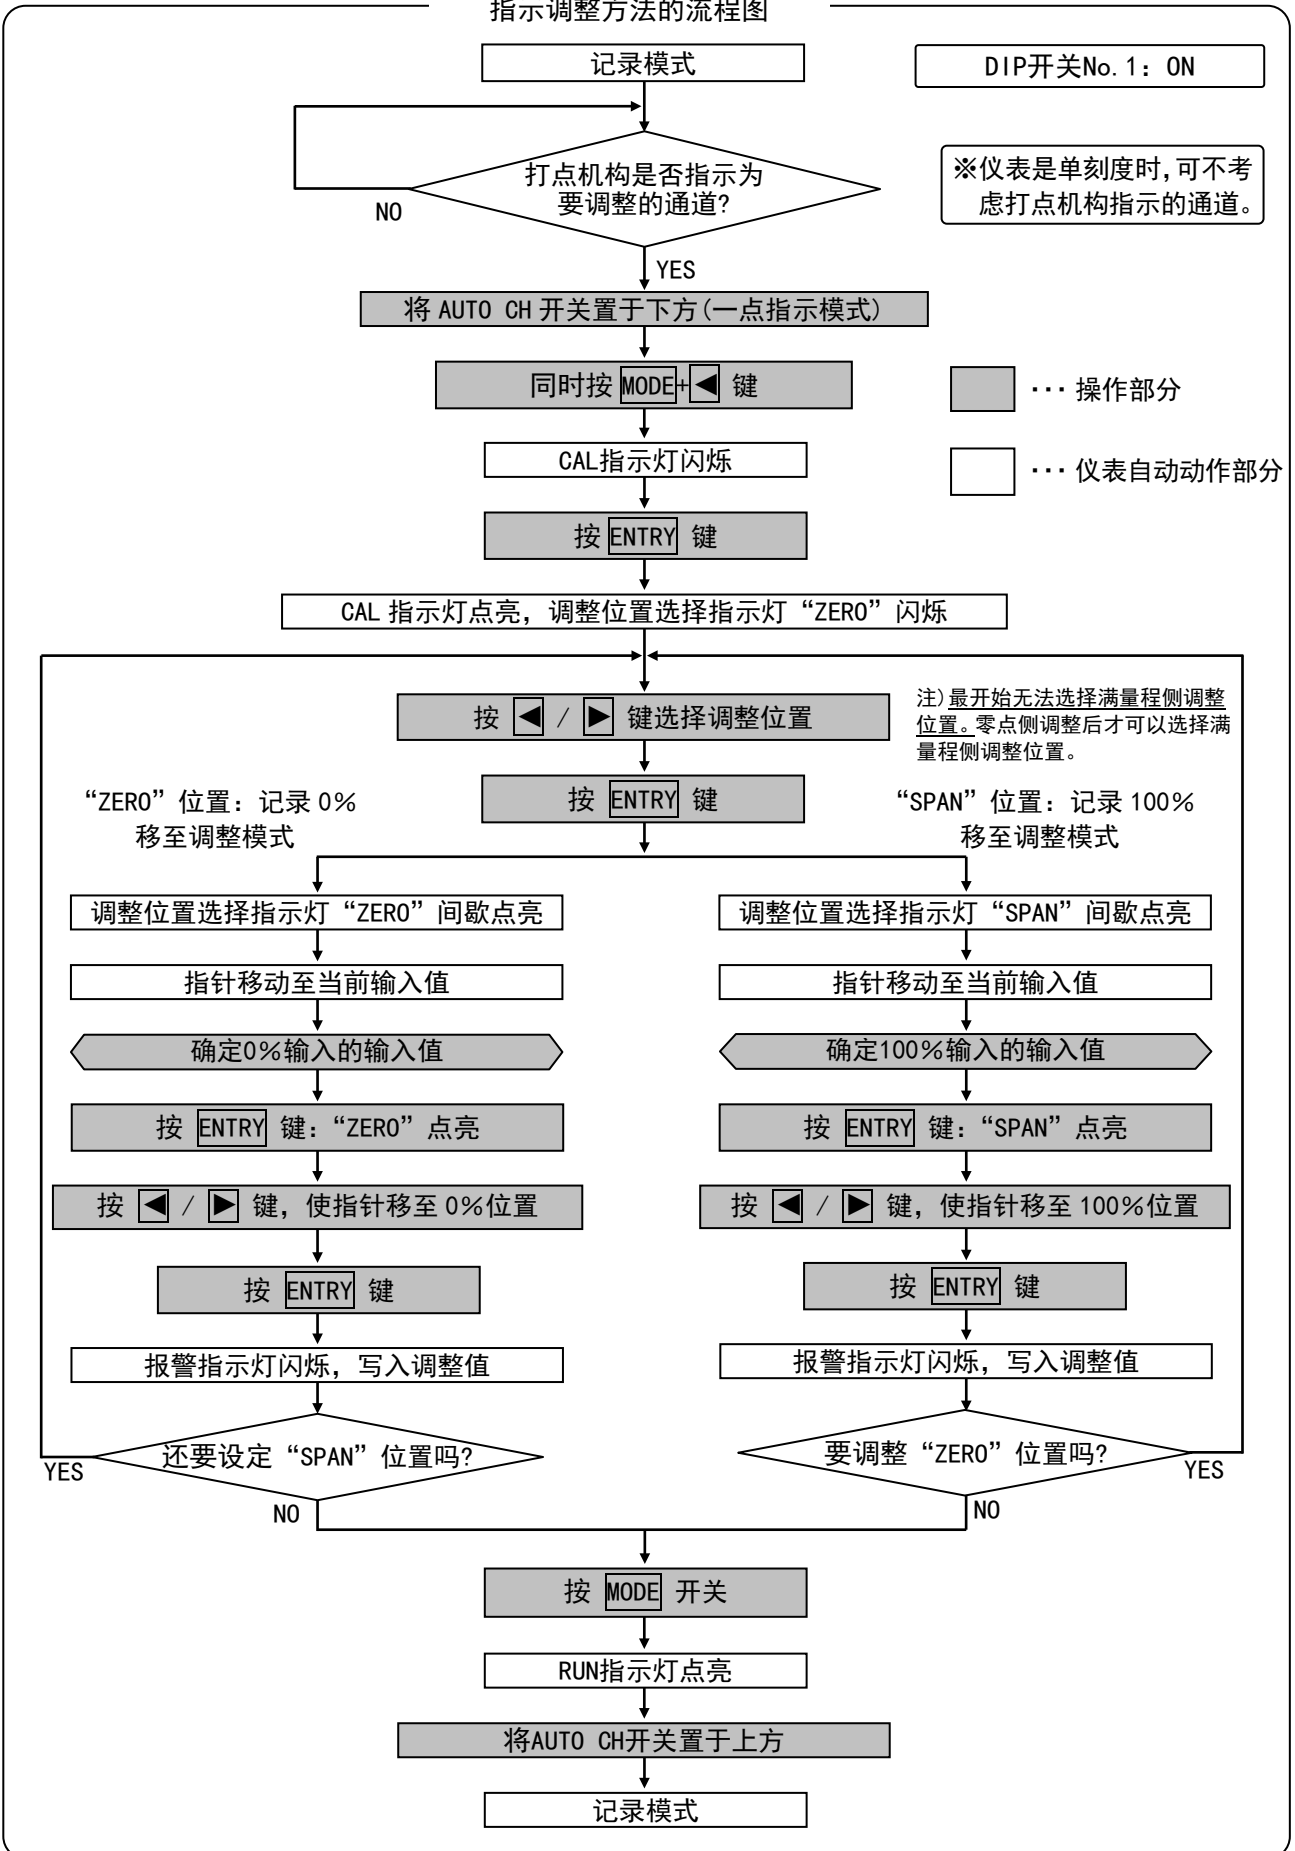 指示调整方法的流程图
记录模式
DIP开关No.1：ON
打点机构是否指示为
要调整的通道?
※仪表是单刻度时,可不考
虑打点机构指示的通道。
NO
YES
将 AUTO CH 开关置于下方(一点指示模式)
同时按 MODE+◀ 键
··· 操作部分
CAL指示灯闪烁
··· 仪表自动动作部分
按 ENTRY 键
CAL 指示灯点亮，调整位置选择指示灯“ZERO”闪烁
按 ◀ / ▶ 键选择调整位置
注)最开始无法选择满量程侧调整
位置。零点侧调整后才可以选择满
量程侧调整位置。
按 ENTRY 键
“ZERO”位置：记录 0%
移至调整模式
“SPAN”位置：记录 100%
移至调整模式
调整位置选择指示灯“ZERO”间歇点亮
调整位置选择指示灯“SPAN”间歇点亮
指针移动至当前输入值
指针移动至当前输入值
确定0%输入的输入值
确定100%输入的输入值
按 ENTRY 键：“ZERO”点亮
按 ENTRY 键：“SPAN”点亮
按 ◀ / ▶ 键，使指针移至 0%位置
按 ◀ / ▶ 键，使指针移至 100%位置
按 ENTRY 键
按 ENTRY 键
报警指示灯闪烁，写入调整值
报警指示灯闪烁，写入调整值
还要设定“SPAN”位置吗?
要调整“ZERO”位置吗?
YES
YES
NO
NO
按 MODE 开关
RUN指示灯点亮
将AUTO CH开关置于上方
记录模式